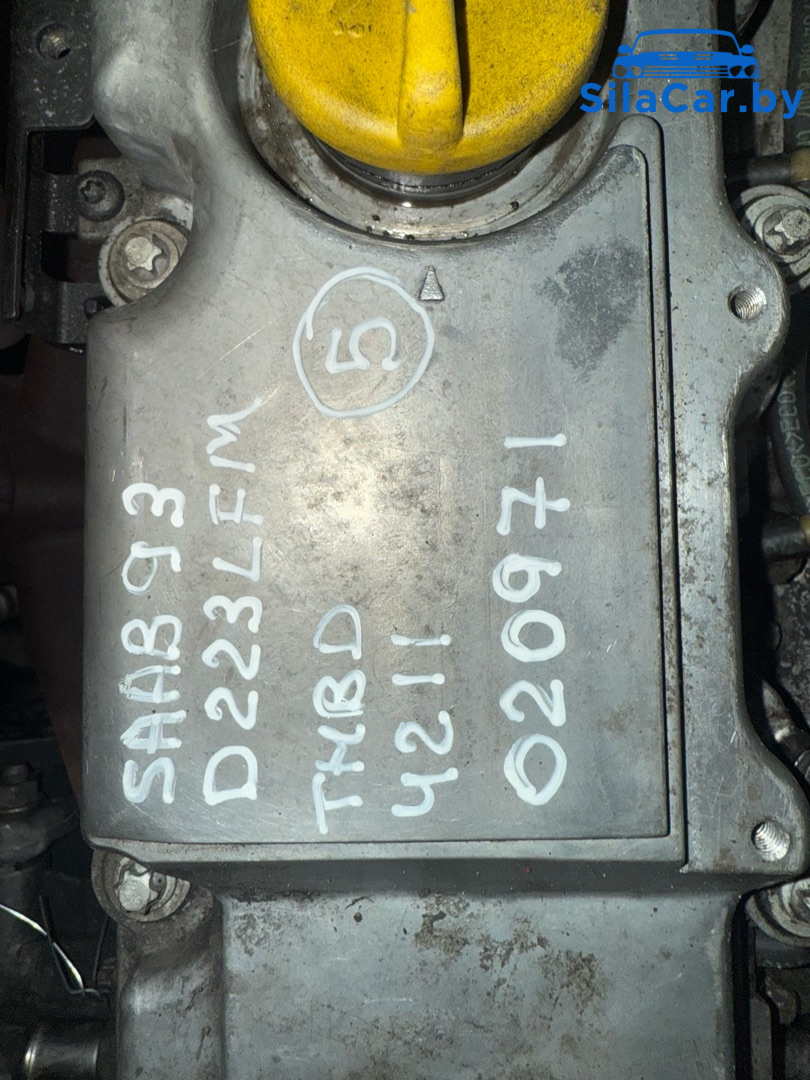 SilaCar.by
5
SAAB 93
D223LFM
THBD
4211
020971